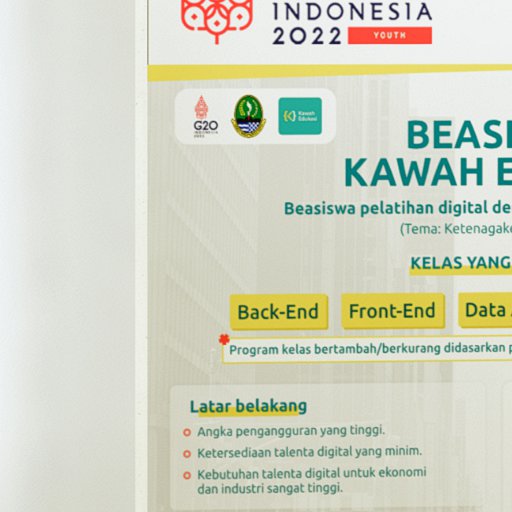 INDONESIA
2022 YOUTH
G20
INDONESIA
2022
Kawah
Edukasi
BEASI
KAWAH E
Beasiswa pelatihan digital de
(Tema: Ketenagak
KELAS YANG
Back-End Front-End Data
Program kelas bertambah/berkurang didasarkan p
Latar belakang
Angka pengangguran yang tinggi.
Ketersediaan talenta digital yang minim.
Kebutuhan talenta digital untuk ekonomi
dan industri sangat tinggi.